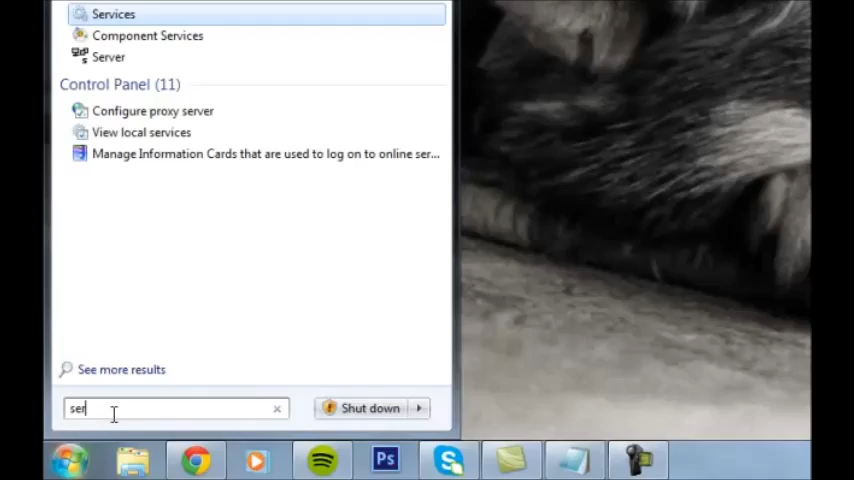 Services
Component Services
Server
Control Panel (11)
Configure proxy server
View local services
Manage Information Cards that are used to log on to online ser...
See more results
ser
Shut down
Ps